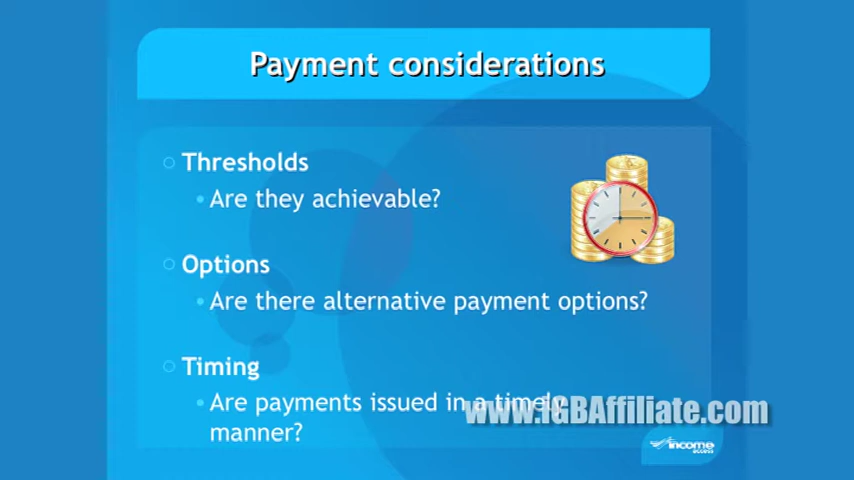 Payment considerations
Thresholds
Are they achievable?
Options
Are there alternative payment options?
Timing
Are payments issued in a timely
www.IGBAffiliate.com
manner?
income
access